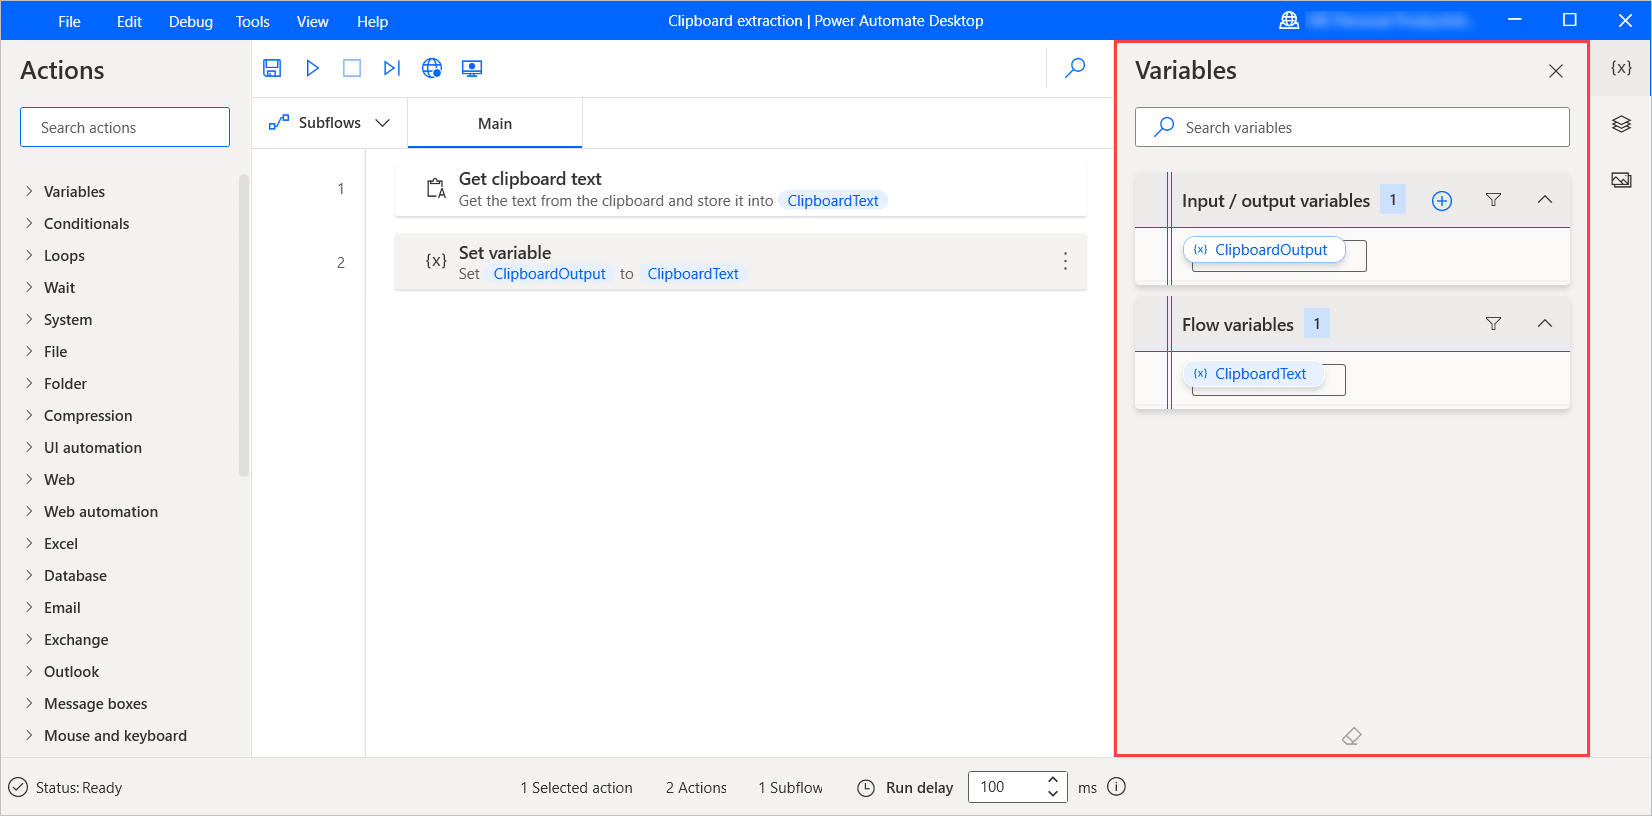 File Edit Debug Tools View Help Clipboard extraction | Power Automate Desktop
Actions
Search actions
Variables
Conditionals
Loops
Wait
System
File
Folder
Compression
UI automation
Web
Web automation
Excel
Database
Email
Exchange
Outlook
Message boxes
Mouse and keyboard
Subflows Main
1 Get clipboard text
Get the text from the clipboard and store it into ClipboardText
2 {x} Set variable
Set ClipboardOutput to ClipboardText
Variables
Search variables
Input / output variables 1
{x} ClipboardOutput
Flow variables 1
{x} ClipboardText
{x}
Status: Ready 1 Selected action 2 Actions 1 Subflow Run delay 100 ms